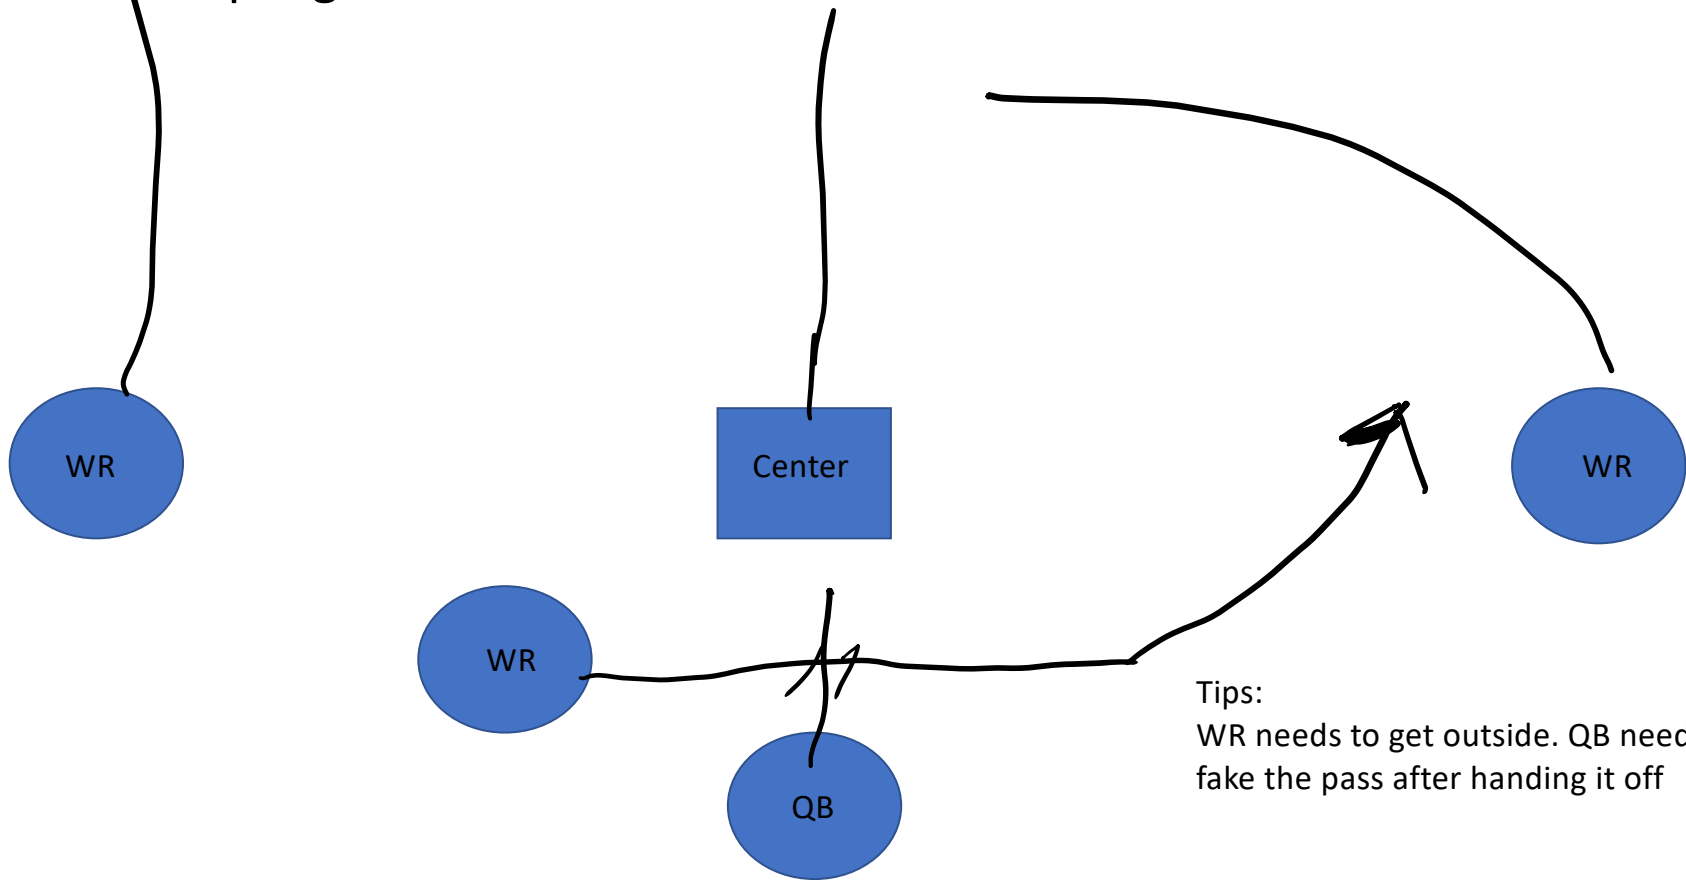 WR
Center
WR
WR
QB
Tips:
WR needs to get outside. QB need
fake the pass after handing it off